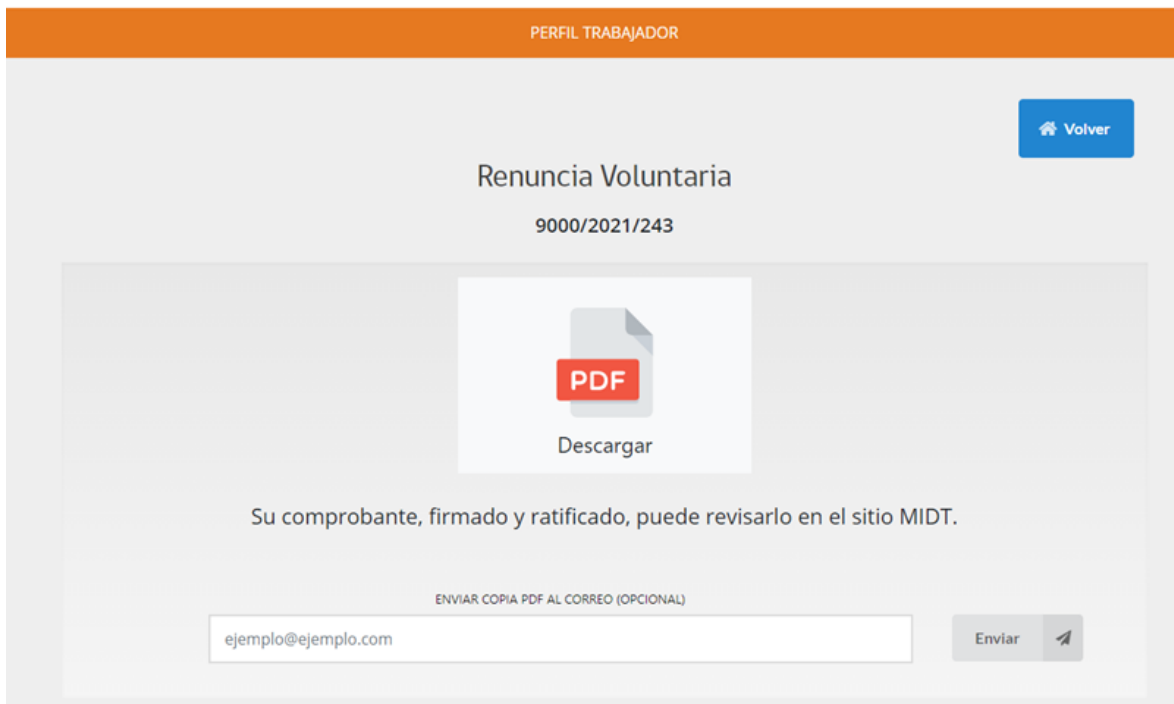 PERFIL TRABAJADOR
Volver
Renuncia Voluntaria
9000/2021/243
PDF
Descargar
Su comprobante, firmado y ratificado, puede revisarlo en el sitio MIDT.
ENVIAR COPIA PDF AL CORREO (OPCIONAL)
ejemplo@ejemplo.com
Enviar